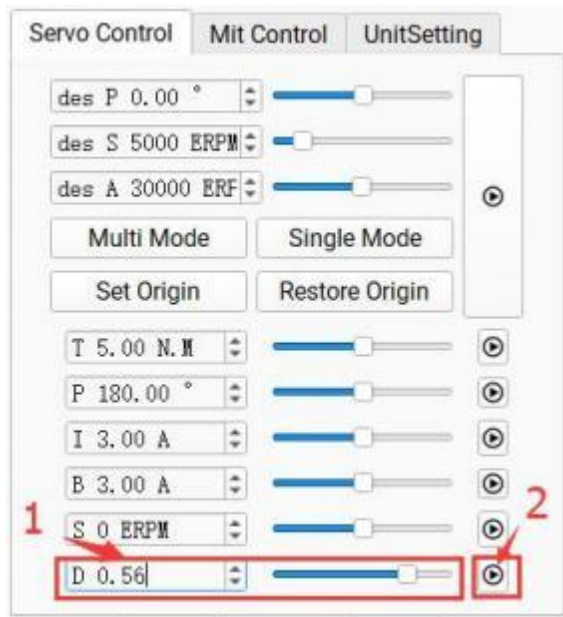 Servo Control Mit Control UnitSetting
des P 0.00 °
des S 5000 ERPM
des A 30000 ERF
Multi Mode Single Mode
Set Origin Restore Origin
T 5.00 N.M
P 180.00 °
I 3.00 A
B 3.00 A
1 2
S 0 ERPM
D 0.56